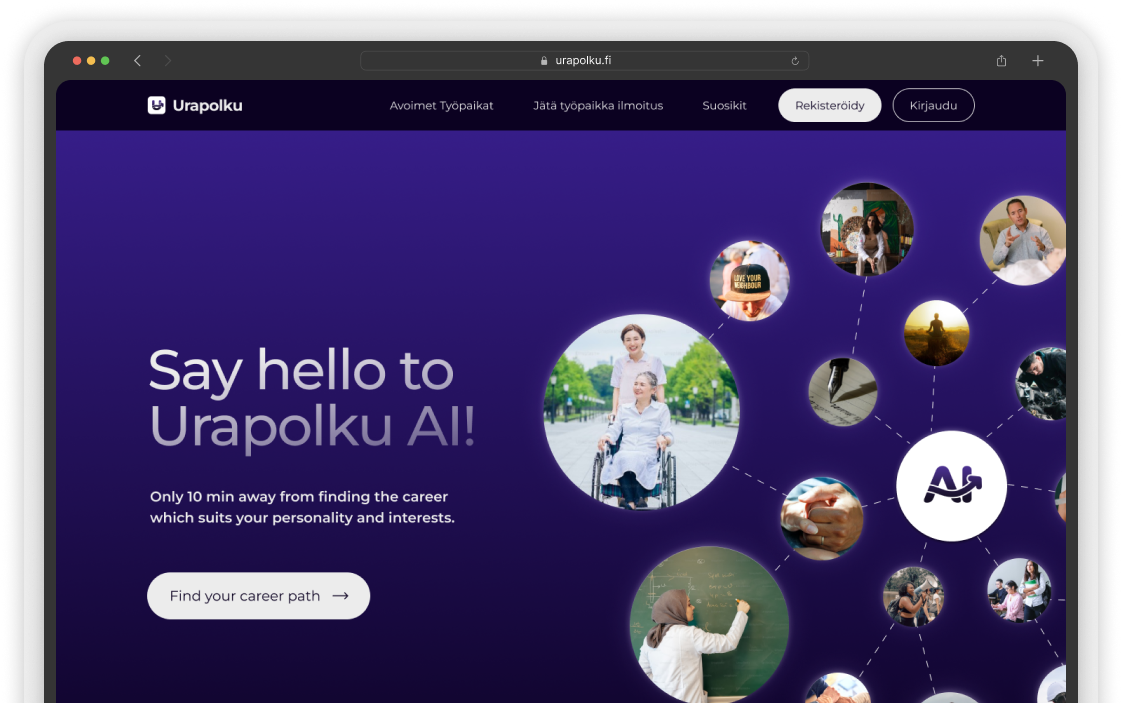 urapolku.fi
Urapolku
Avoimet Työpaikat
Jätä työpaikka ilmoitus
Suosikit
Rekisteröidy
Kirjaudu
LOVE YOUR
NEIGHBOUR
Say hello to
Urapolku AI!
AI
Only 10 min away from finding the career
which suits your personality and interests.
Find your career path